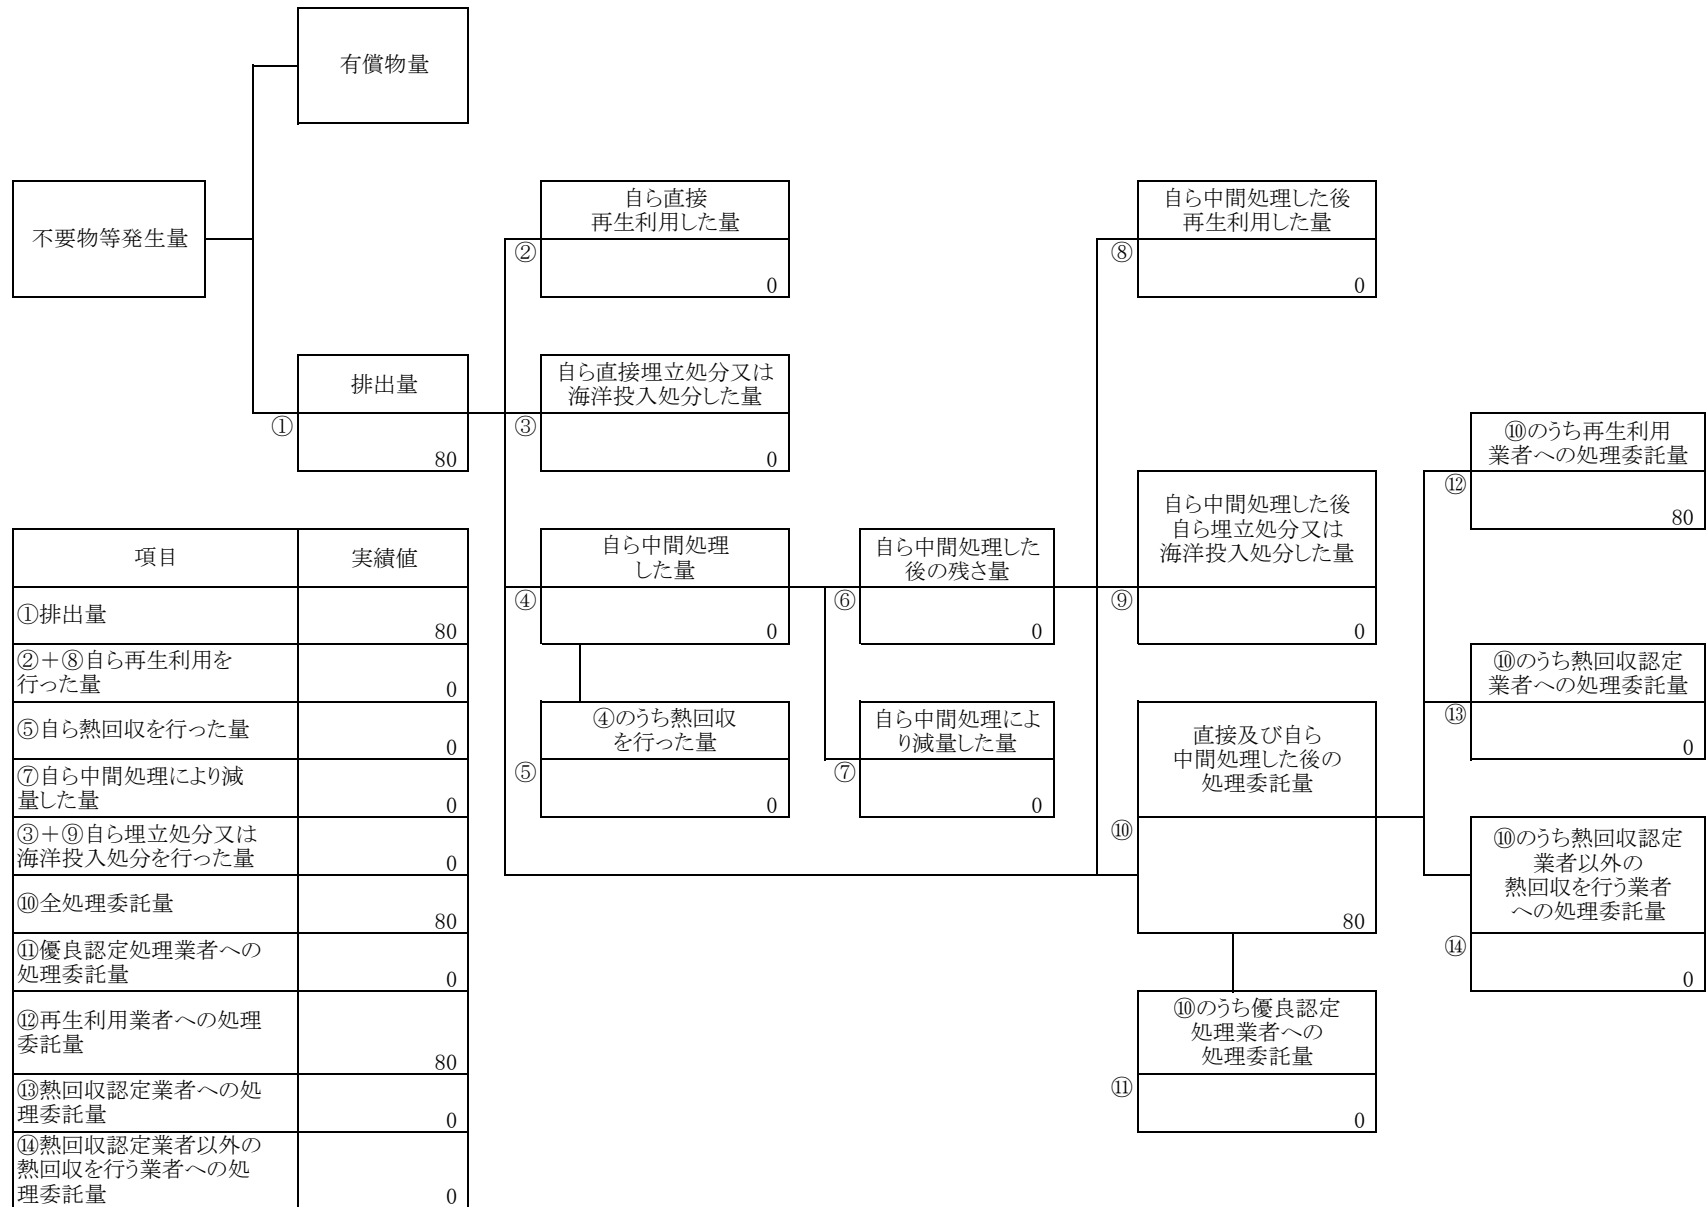 有償物量
不要物等発生量
自ら直接
再生利用した量
②
0
自ら中間処理した後
再生利用した量
⑧
0
排出量
①
80
自ら直接埋立処分又は
海洋投入処分した量
③
0
⑩のうち再生利用
業者への処理委託量
⑫
80
自ら中間処理した後
自ら埋立処分又は
海洋投入処分した量
⑨
0
自ら中間処理
した量
④
0
自ら中間処理した
後の残さ量
⑥
0
⑩のうち熱回収認定
業者への処理委託量
⑬
0
④のうち熱回収
を行った量
⑤
0
自ら中間処理によ
り減量した量
⑦
0
直接及び自ら
中間処理した後の
処理委託量
⑩
80
⑩のうち熱回収認定
業者以外の
熱回収を行う業者
への処理委託量
⑭
0
⑩のうち優良認定
処理業者への
処理委託量
⑪
0
項目 実績値
①排出量
80
②+⑧自ら再生利用を
行った量
0
⑤自ら熱回収を行った量
0
⑦自ら中間処理により減
量した量
0
③+⑨自ら埋立処分又は
海洋投入処分を行った量
0
⑩全処理委託量
80
⑪優良認定処理業者への
処理委託量
0
⑫再生利用業者への処理
委託量
80
⑬熱回収認定業者への処
理委託量
0
⑭熱回収認定業者以外の
熱回収を行う業者への処
理委託量
0